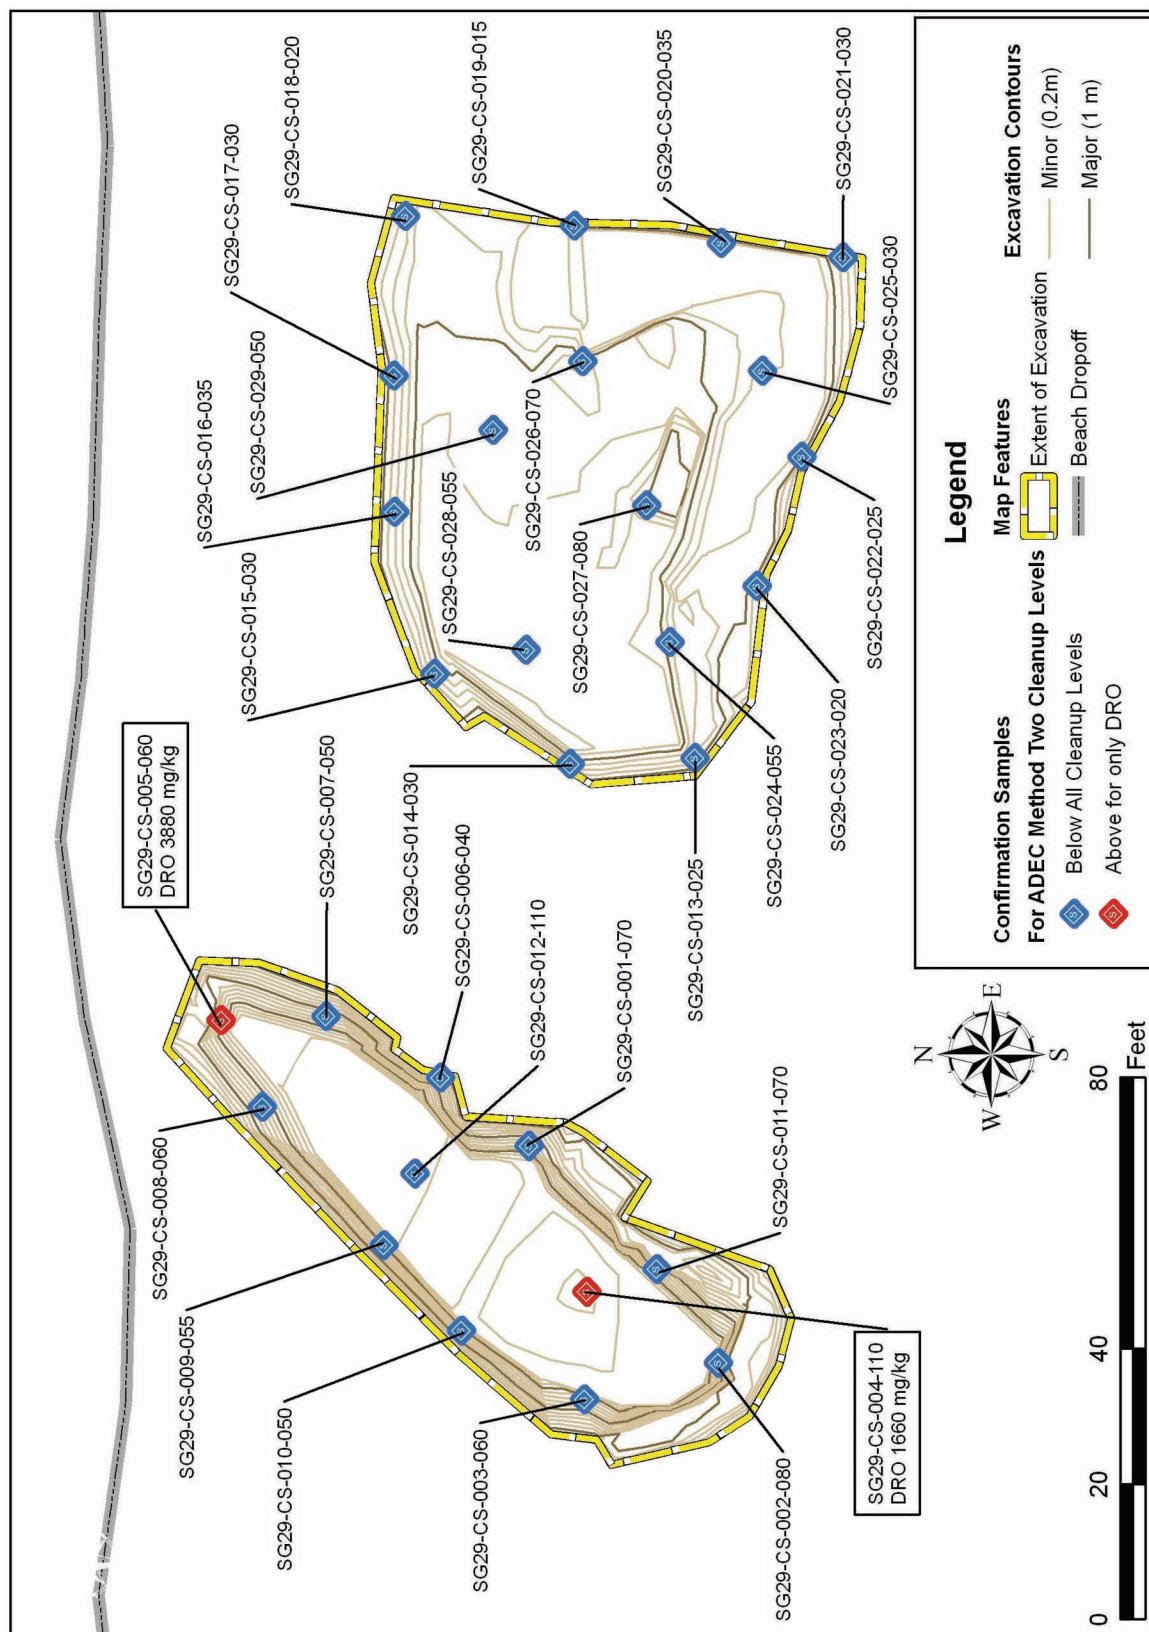 SG29-CS-018-020
SG29-CS-019-015
SG29-CS-020-035
SG29-CS-021-030
SG29-CS-017-030
SG29-CS-016-035
SG29-CS-029-050
SG29-CS-015-030
SG29-CS-028-055
SG29-CS-026-070
SG29-CS-027-080
SG29-CS-025-030
SG29-CS-022-025
SG29-CS-023-020
SG29-CS-024-055
SG29-CS-013-025
SG29-CS-014-030
SG29-CS-005-060
DRO 3880 mg/kg
SG29-CS-007-050
SG29-CS-006-040
SG29-CS-012-110
SG29-CS-001-070
SG29-CS-011-070
SG29-CS-008-060
SG29-CS-009-055
SG29-CS-010-050
SG29-CS-003-060
SG29-CS-002-080
SG29-CS-004-110
DRO 1660 mg/kg
Legend
Confirmation Samples
For ADEC Method Two Cleanup Levels
Below All Cleanup Levels
Above for only DRO
Map Features
Extent of Excavation
Beach Dropoff
Excavation Contours
Minor (0.2m)
Major (1 m)
N
W
E
S
0
20
40
80
Feet